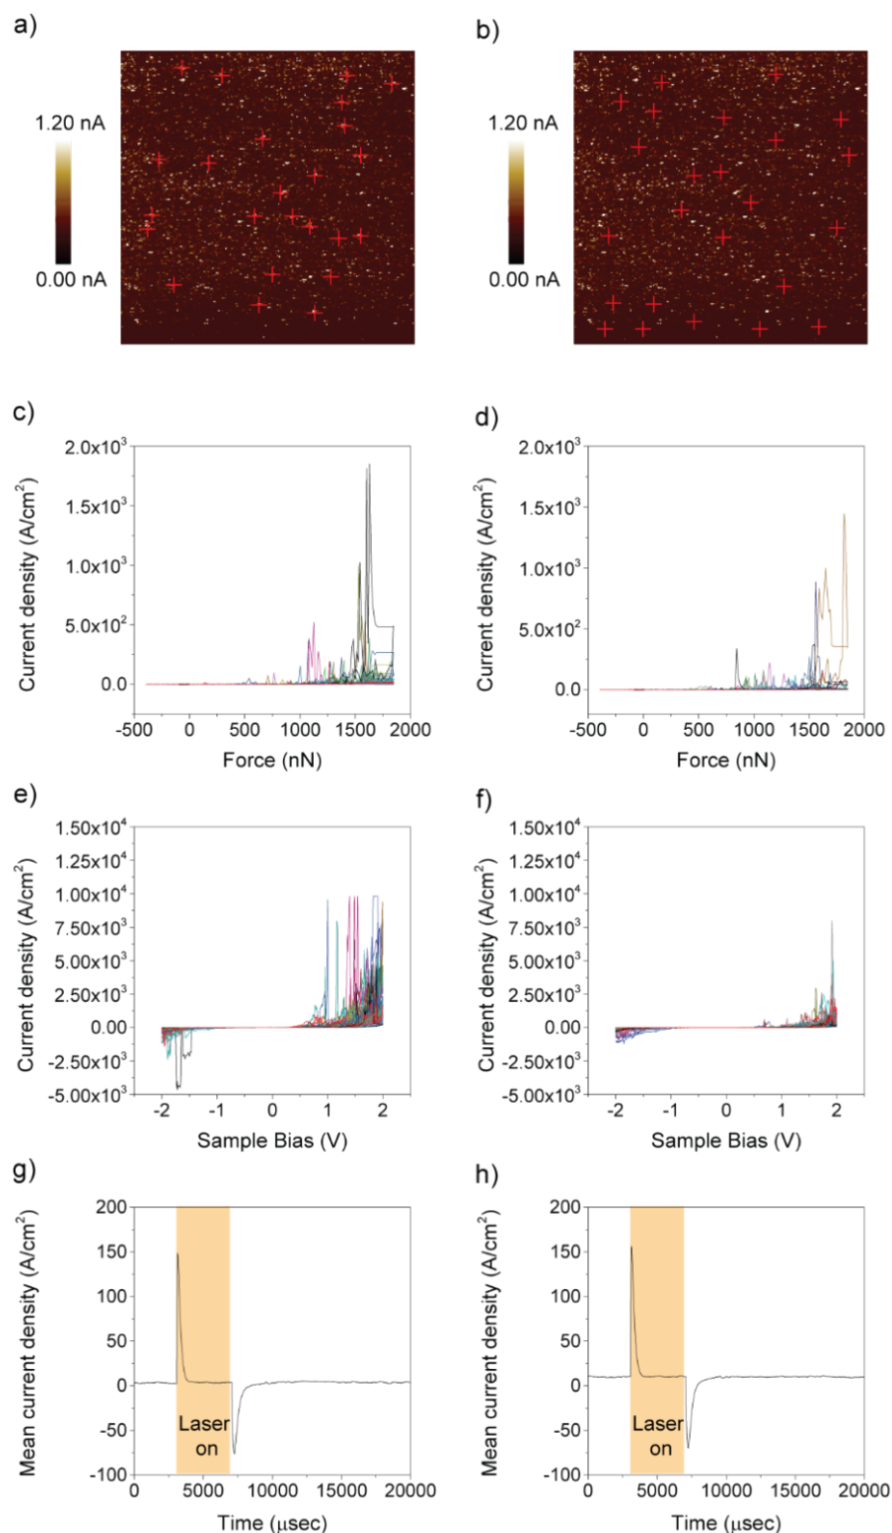 a)
1.20 nA
0.00 nA
b)
1.20 nA
0.00 nA
c)
Current density (A/cm²)
2.0x10³
1.5x10³
1.0x10³
5.0x10²
0.0
-500 0 500 1000 1500 2000
Force (nN)
d)
Current density (A/cm²)
2.0x10³
1.5x10³
1.0x10³
5.0x10²
0.0
-500 0 500 1000 1500 2000
Force (nN)
e)
Current density (A/cm²)
1.50x10⁴
1.25x10⁴
1.00x10⁴
7.50x10³
5.00x10³
2.50x10³
0.00
-2.50x10³
-5.00x10³
-2 -1 0 1 2
Sample Bias (V)
f)
Current density (A/cm²)
1.50x10⁴
1.25x10⁴
1.00x10⁴
7.50x10³
5.00x10³
2.50x10³
0.00
-2.50x10³
-5.00x10³
-2 -1 0 1 2
Sample Bias (V)
g)
Mean current density (A/cm²)
200
150
100
50
0
-50
-100
Laser
on
0 5000 10000 15000 20000
Time (μsec)
h)
Mean current density (A/cm²)
200
150
100
50
0
-50
-100
Laser
on
0 5000 10000 15000 20000
Time (μsec)